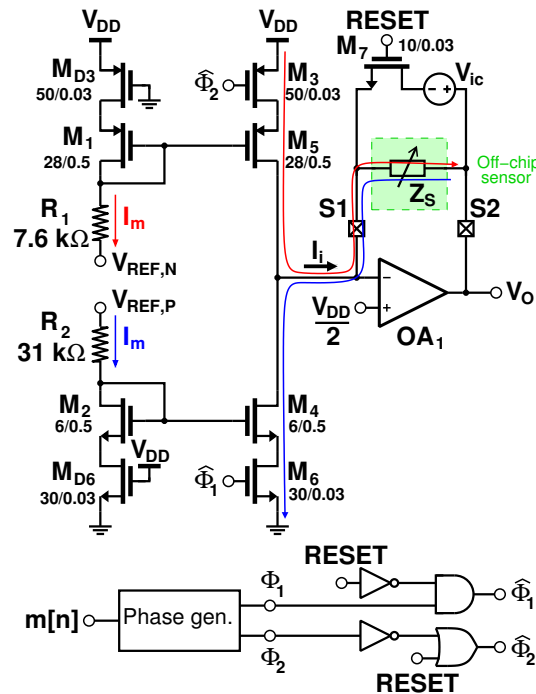 V_DD
V_DD
RESET
M_D3
50/0.03
Φ̂_2
M_3
50/0.03
M_7
10/0.03
V_ic
− +
M_1
28/0.5
M_5
28/0.5
Off−chip
sensor
Z_S
S1
S2
R_1
7.6 kΩ
I_m
V_REF,N
I_i
V_REF,P
R_2
31 kΩ
I_m
V_DD
2
−
+
OA_1
V_O
M_2
6/0.5
M_4
6/0.5
V_DD
M_D6
30/0.03
Φ̂_1
M_6
30/0.03
RESET
m[n]
Phase gen.
Φ_1
Φ̂_1
Φ_2
Φ̂_2
RESET